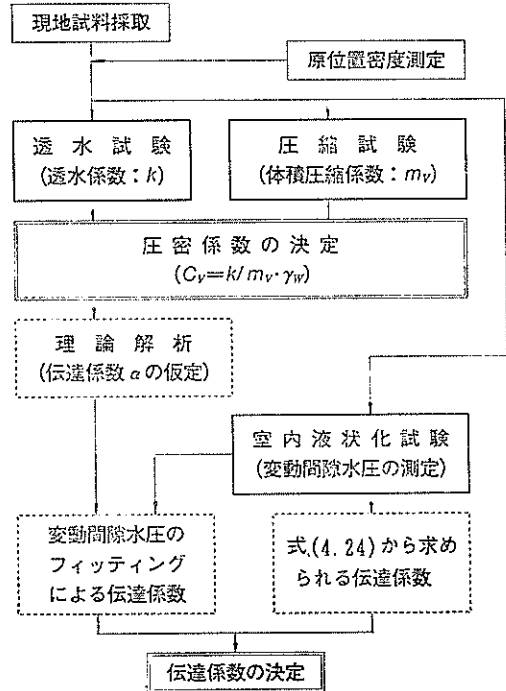 現地試料採取
原位置密度測定
透水試験
(透水係数：k)
圧縮試験
(体積圧縮係数：mv)
圧密係数の決定
(Cv=k/mv·γw)
理論解析
(伝達係数αの仮定)
室内液状化試験
(変動間隙水圧の測定)
変動間隙水圧の
フィッティング
による伝達係数
式(4.24)から求め
られる伝達係数
伝達係数の決定